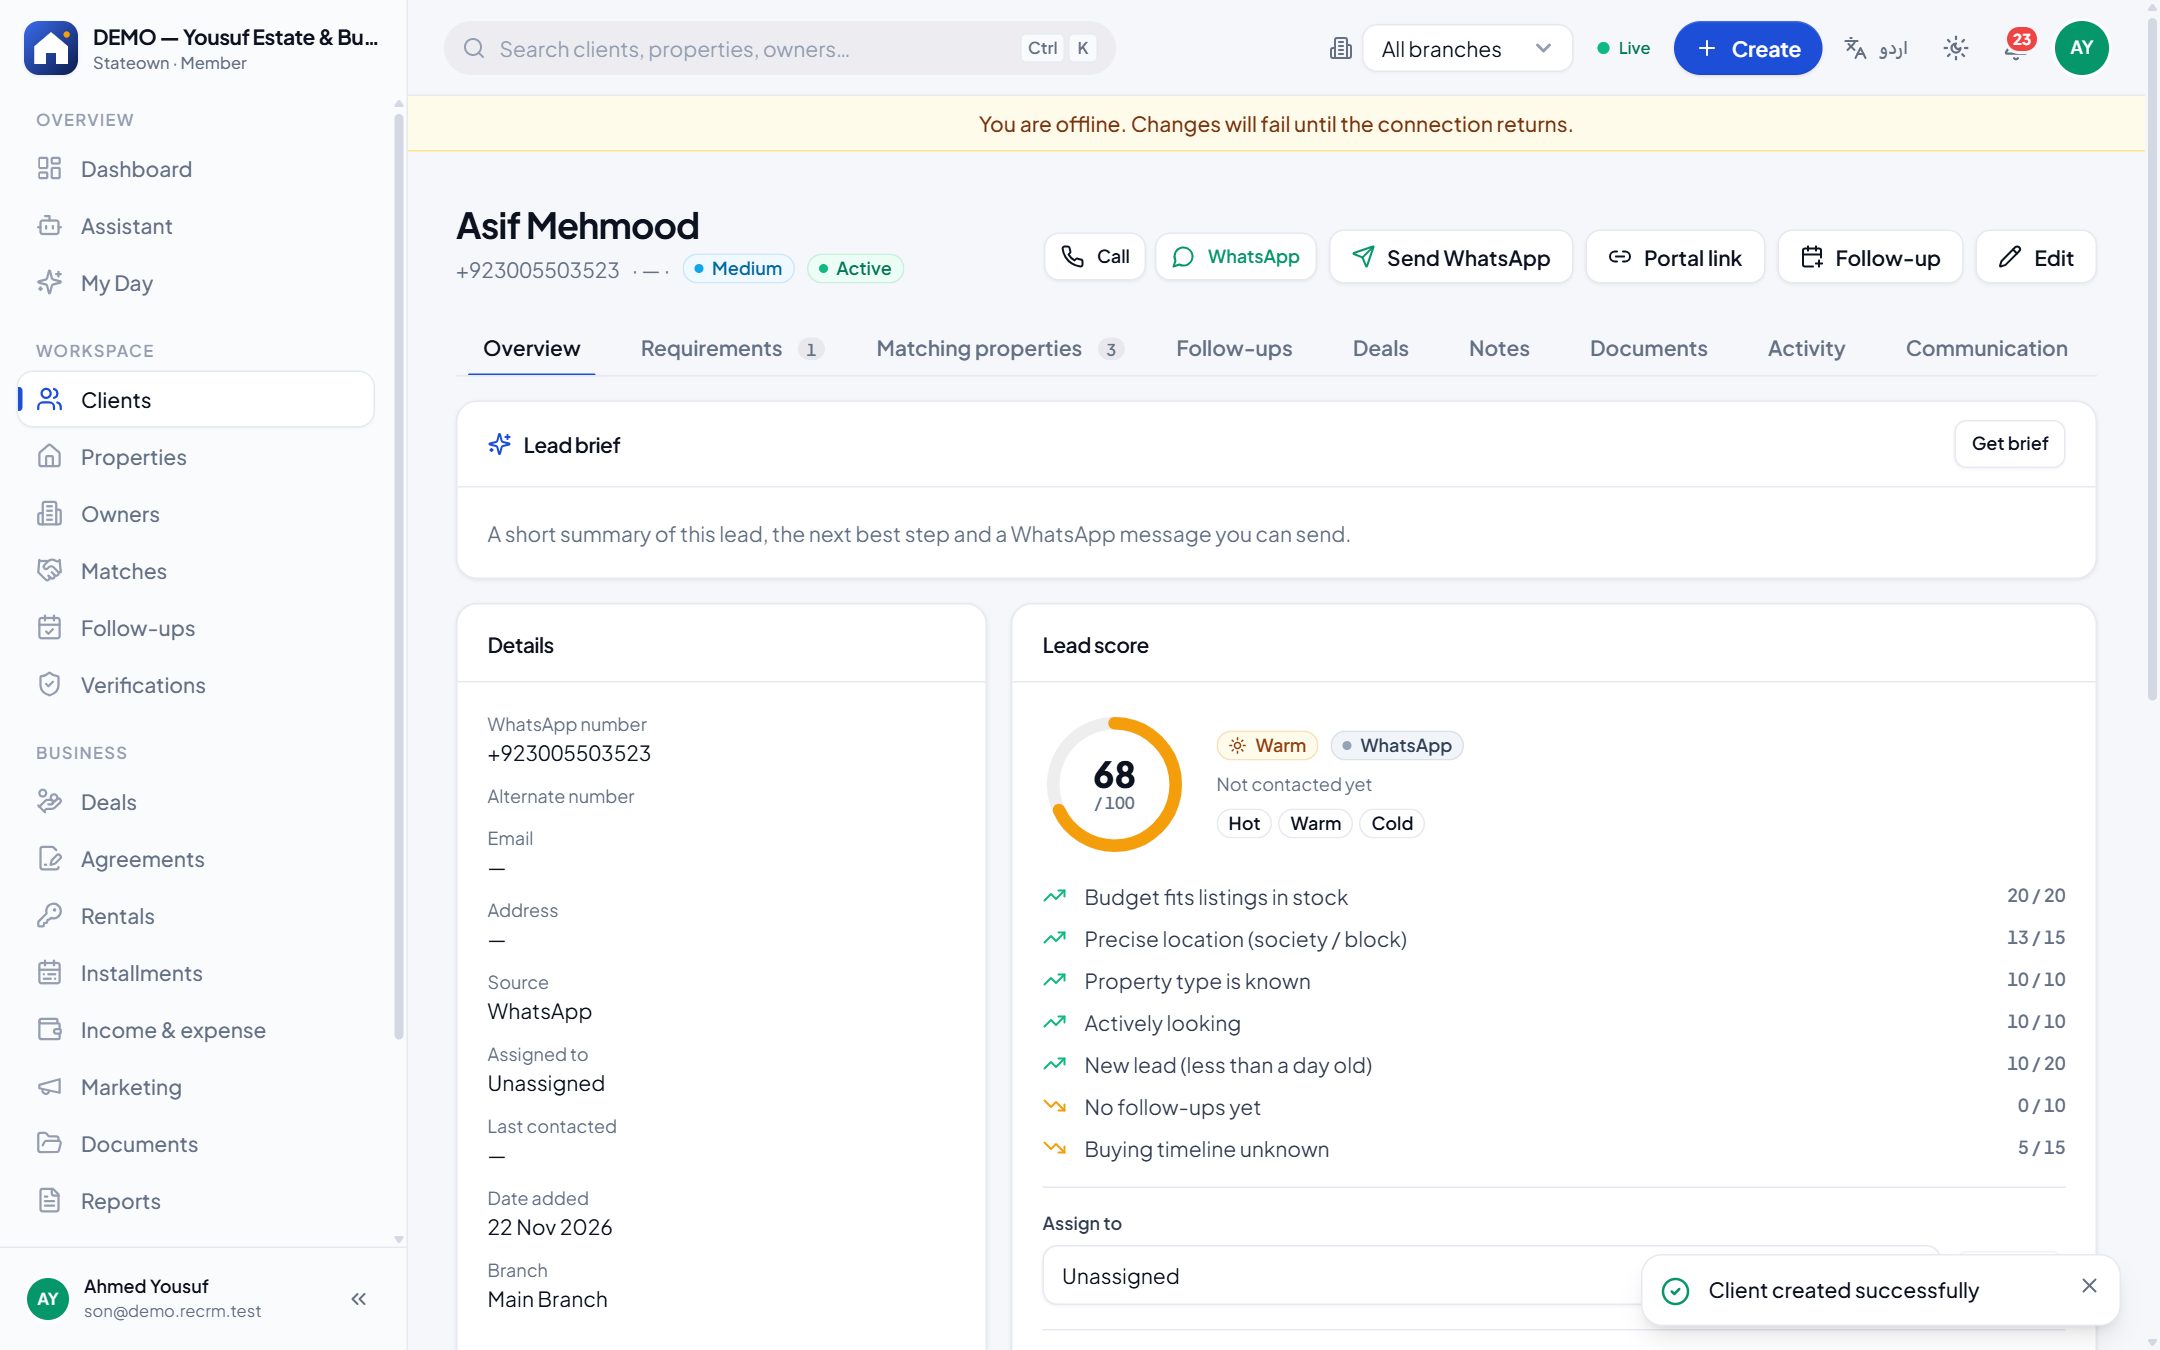 DEMO — Yousuf Estate & Bu...
Stateown · Member
OVERVIEW
Dashboard
Assistant
My Day
WORKSPACE
Clients
Properties
Owners
Matches
Follow-ups
Verifications
BUSINESS
Deals
Agreements
Rentals
Installments
Income & expense
Marketing
Documents
Reports
AY
Ahmed Yousuf
son@demo.recrm.test
Search clients, properties, owners... Ctrl K
All branches
Live
+ Create
اردو
23
AY
You are offline. Changes will fail until the connection returns.
Asif Mehmood
+923005503523 · — · Medium Active
Call
WhatsApp
Send WhatsApp
Portal link
Follow-up
Edit
Overview
Requirements 1
Matching properties 3
Follow-ups
Deals
Notes
Documents
Activity
Communication
Lead brief
Get brief
A short summary of this lead, the next best step and a WhatsApp message you can send.
Details
WhatsApp number
+923005503523
Alternate number
Email
—
Address
—
Source
WhatsApp
Assigned to
Unassigned
Last contacted
—
Date added
22 Nov 2026
Branch
Main Branch
Lead score
68
/ 100
Warm WhatsApp
Not contacted yet
Hot Warm Cold
Budget fits listings in stock 20 / 20
Precise location (society / block) 13 / 15
Property type is known 10 / 10
Actively looking 10 / 10
New lead (less than a day old) 10 / 20
No follow-ups yet 0 / 10
Buying timeline unknown 5 / 15
Assign to
Unassigned
Client created successfully